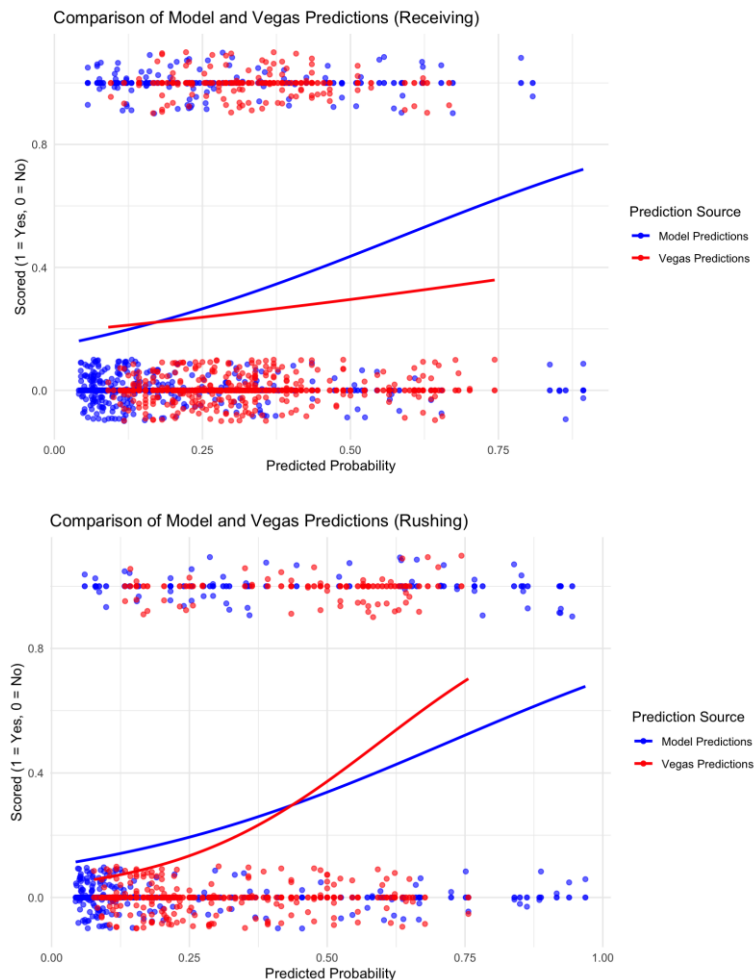 Comparison of Model and Vegas Predictions (Receiving)
Scored (1 = Yes, 0 = No)
0.8
0.4
0.0
0.00 0.25 0.50 0.75
Predicted Probability
Prediction Source
Model Predictions
Vegas Predictions
Comparison of Model and Vegas Predictions (Rushing)
Scored (1 = Yes, 0 = No)
0.8
0.4
0.0
0.00 0.25 0.50 0.75 1.00
Predicted Probability
Prediction Source
Model Predictions
Vegas Predictions